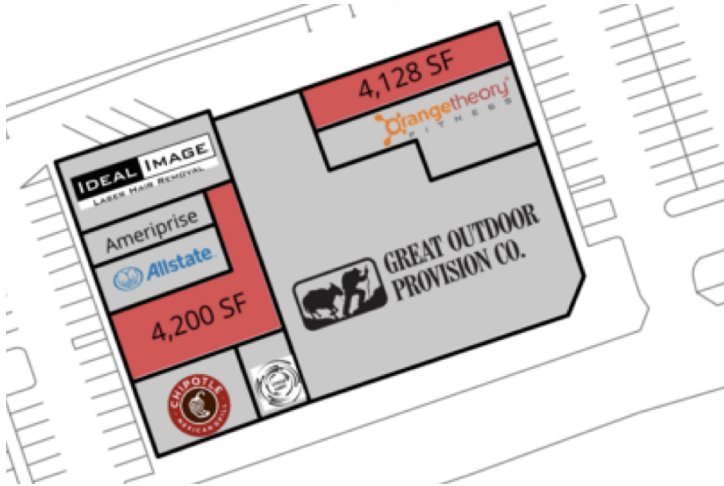 4,128 SF
Orangetheory
FITNESS
IDEAL IMAGE
LASER HAIR REMOVAL
Ameriprise
Allstate
GREAT OUTDOOR
PROVISION CO.
4,200 SF
CHIPOTLE
MEXICAN GRILL